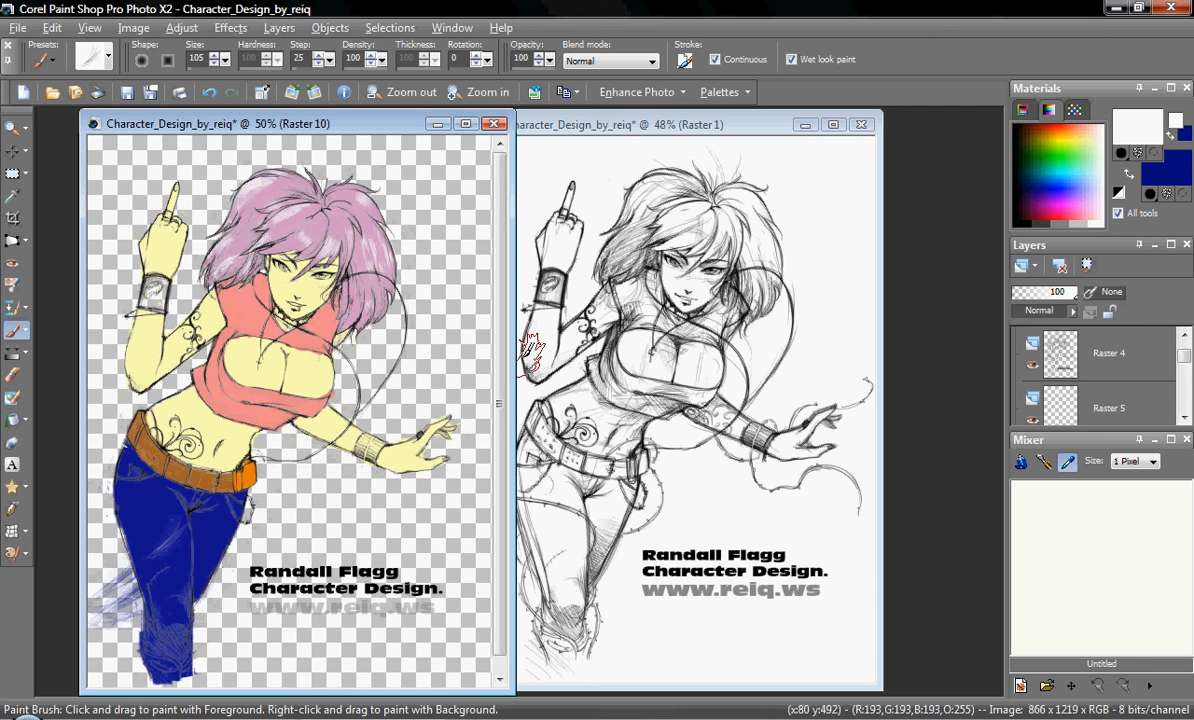 Corel Paint Shop Pro Photo X2 - Character_Design_by_reiq
File Edit View Image Adjust Effects Layers Objects Selections Window Help
Presets: Shape: Size: Hardness: Step: Density: Thickness: Rotation: Opacity: Blend mode: Stroke:
105 100 25 100 100 0 100 Normal Continuous Wet look paint
Zoom out Zoom in Enhance Photo Palettes
Character_Design_by_reiq* @ 50% (Raster 10)
haracter_Design_by_reiq* @ 48% (Raster 1)
Randall Flagg
Character Design.
www.reiq.ws
Randall Flagg
Character Design.
www.reiq.ws
Materials
All tools
Layers
100 None
Normal
Raster 4
Raster 5
Mixer
Size: 1 Pixel
Untitled
Paint Brush: Click and drag to paint with Foreground. Right-click and drag to paint with Background.
(x:80 y:492) - (R:193,G:193,B:193,O:255) -- Image: 866 x 1219 x RGB - 8 bits/channel